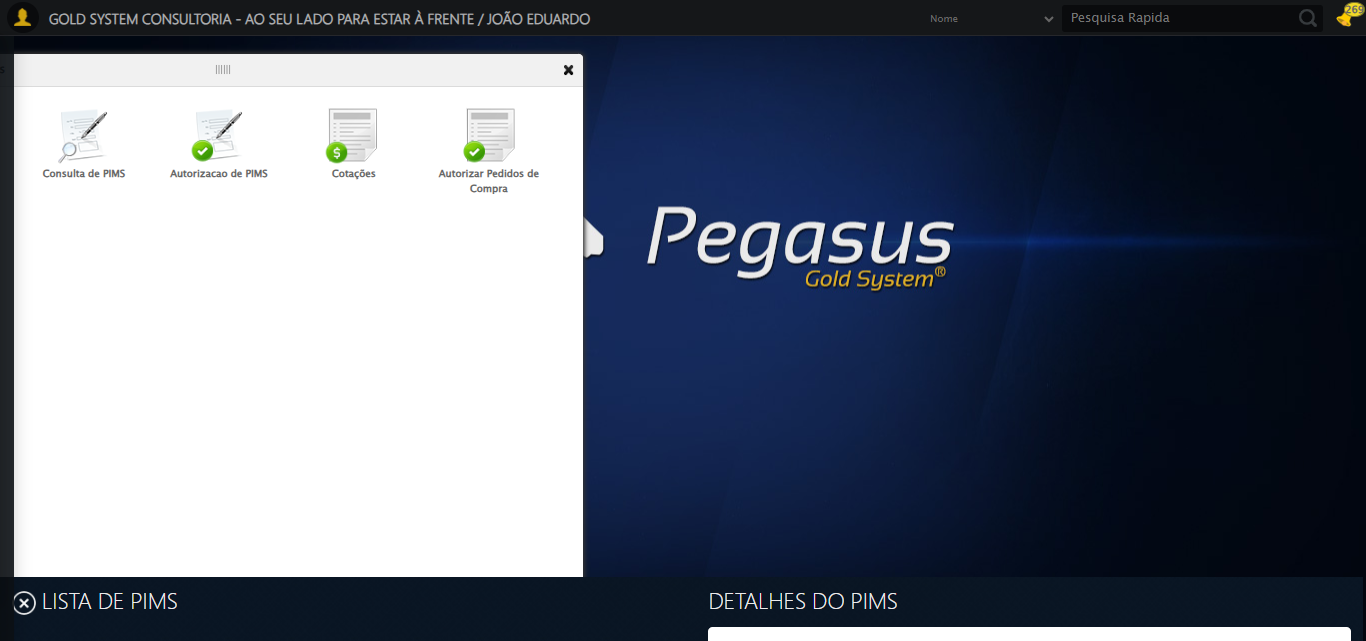 GOLD SYSTEM CONSULTORIA - AO SEU LADO PARA ESTAR À FRENTE / JOÃO EDUARDO
Nome
Pesquisa Rapida
269
s
Consulta de PIMS
Autorizacao de PIMS
Cotações
Autorizar Pedidos de
Compra
Pegasus
Gold System®
LISTA DE PIMS
DETALHES DO PIMS